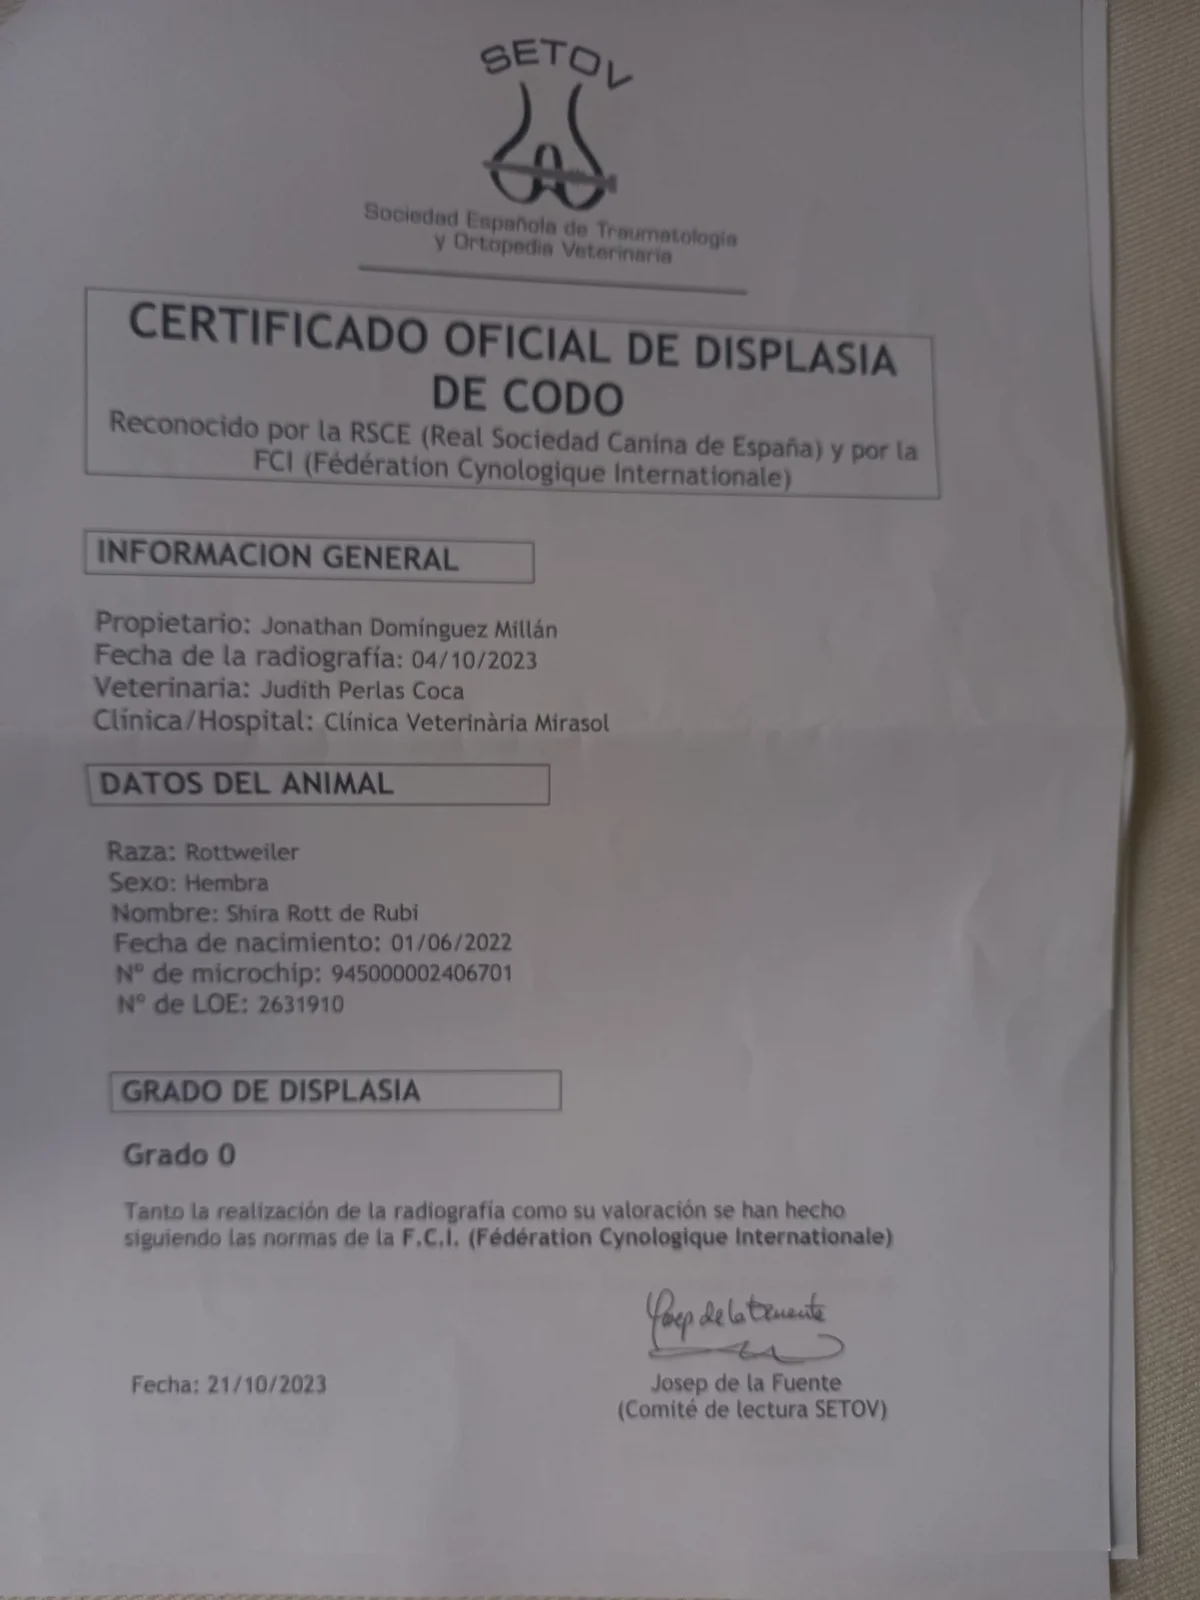 SETOV
Sociedad Española de Traumatología
y Ortopedia Veterinaria
CERTIFICADO OFICIAL DE DISPLASIA
DE CODO
Reconocido por la RSCE (Real Sociedad Canina de España) y por la
FCI (Fédération Cynologique Internationale)
INFORMACION GENERAL
Propietario: Jonathan Domínguez Millán
Fecha de la radiografía: 04/10/2023
Veterinaria: Judith Perlas Coca
Clínica/Hospital: Clínica Veterinària Mirasol
DATOS DEL ANIMAL
Raza: Rottweiler
Sexo: Hembra
Nombre: Shira Rott de Rubi
Fecha de nacimiento: 01/06/2022
Nº de microchip: 945000002406701
Nº de LOE: 2631910
GRADO DE DISPLASIA
Grado 0
Tanto la realización de la radiografía como su valoración se han hecho
siguiendo las normas de la F.C.I. (Fédération Cynologique Internationale)
Josep de la Fuente
Fecha: 21/10/2023
Josep de la Fuente
(Comité de lectura SETOV)